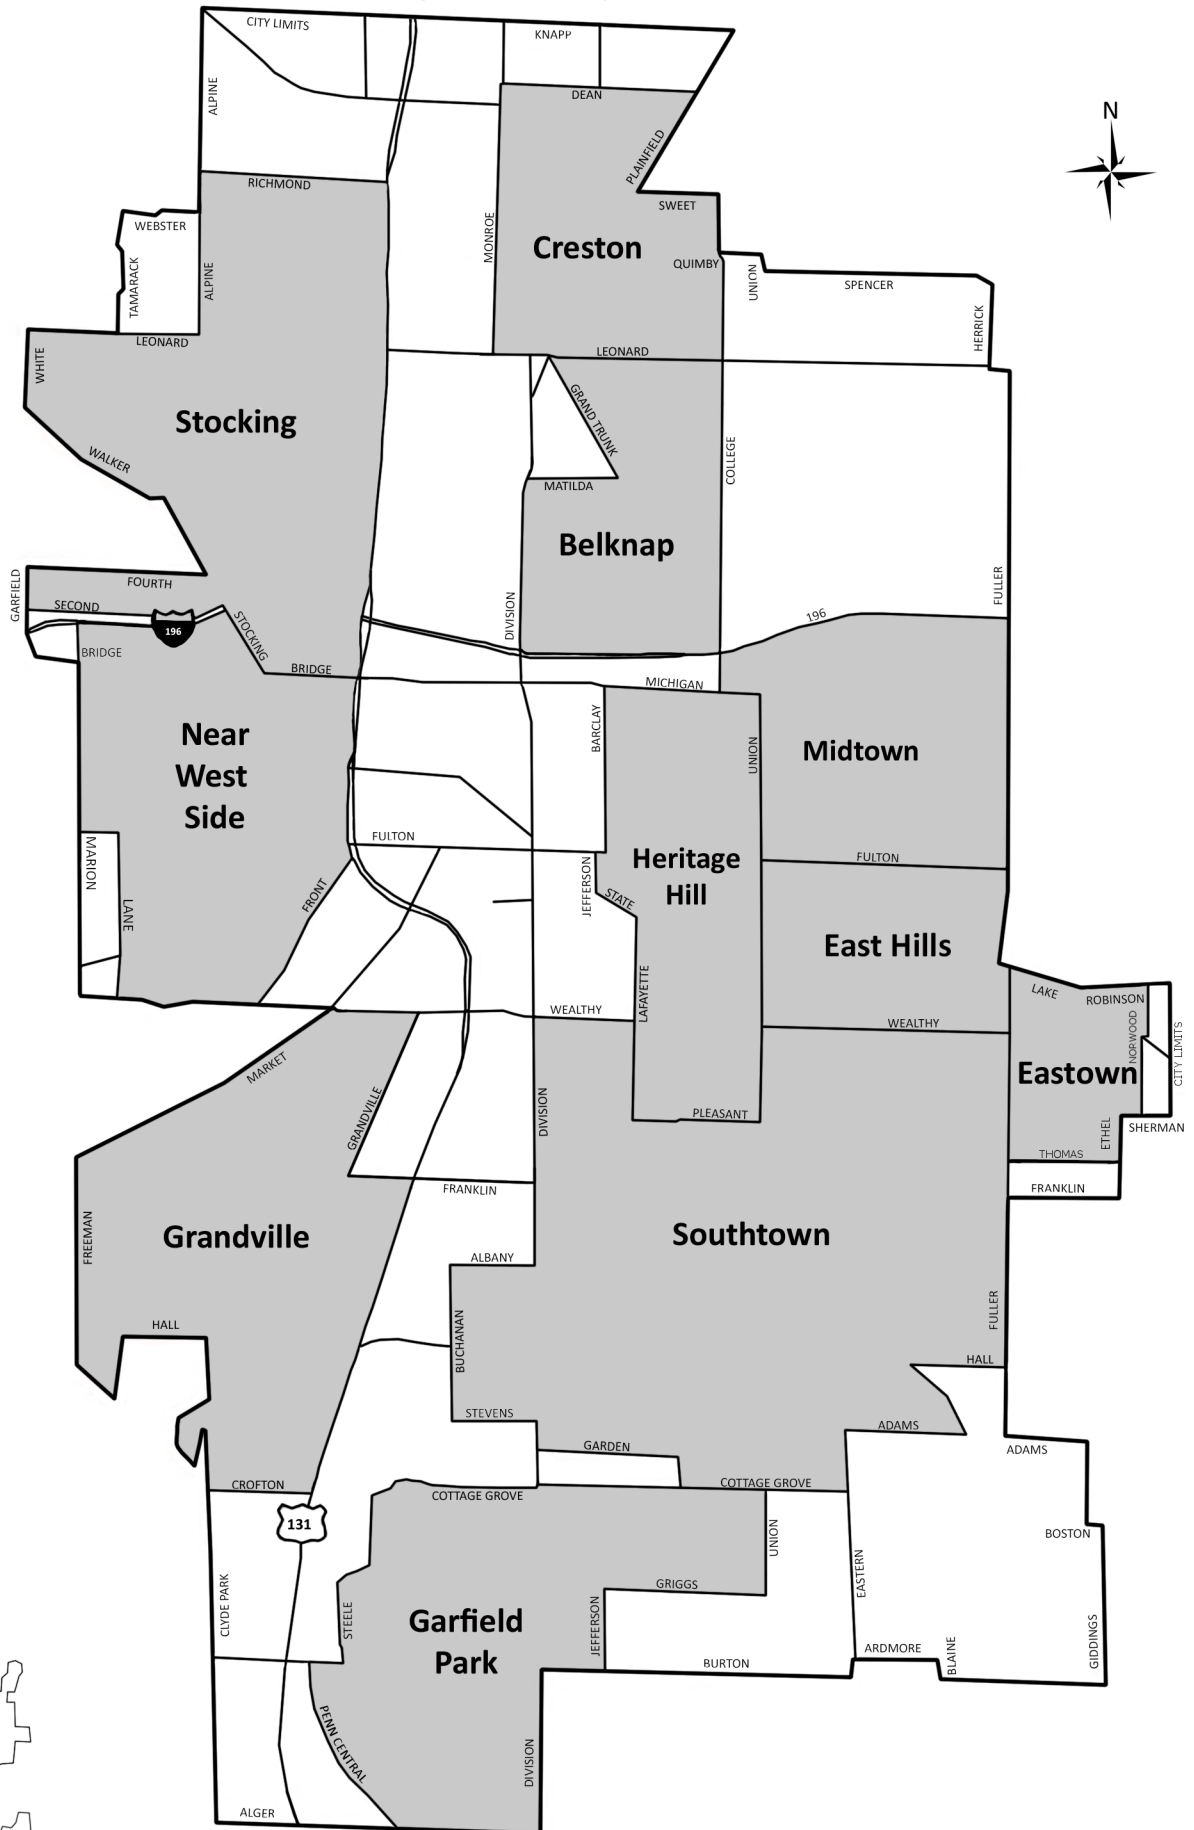 CITY LIMITS
KNAPP
N
ALPINE
DEAN
PLAINFIELD
RICHMOND
SWEET
WEBSTER
MONROE
Creston
QUIMBY
TAMARACK
ALPINE
UNION
SPENCER
HERRICK
LEONARD
LEONARD
WHITE
GRAND TRUNK
Stocking
WALKER
COLLEGE
MATILDA
Belknap
FULLER
GARFIELD
FOURTH
SECOND
196
STOCKING
DIVISION
196
BRIDGE
BRIDGE
MICHIGAN
BARCLAY
UNION
Near
West
Side
Midtown
FULTON
MARION
FULTON
Heritage
Hill
JEFFERSON
STATE
FRONT
LANE
East Hills
LAFAYETTE
LAKE
ROBINSON
WEALTHY
WEALTHY
NORWOOD
CITY LIMITS
Eastown
MARKET
GRANDVILLE
DIVISION
PLEASANT
ETHEL
SHERMAN
THOMAS
FRANKLIN
FRANKLIN
FREEMAN
Grandville
Southtown
ALBANY
HALL
BUCHANAN
FULLER
HALL
STEVENS
ADAMS
GARDEN
ADAMS
CROFTON
COTTAGE GROVE
COTTAGE GROVE
131
UNION
BOSTON
EASTERN
GRIGGS
CLYDE PARK
STEELE
Garfield
Park
JEFFERSON
GIDDINGS
ARDMORE
BLAINE
BURTON
PENN CENTRAL
DIVISION
ALGER